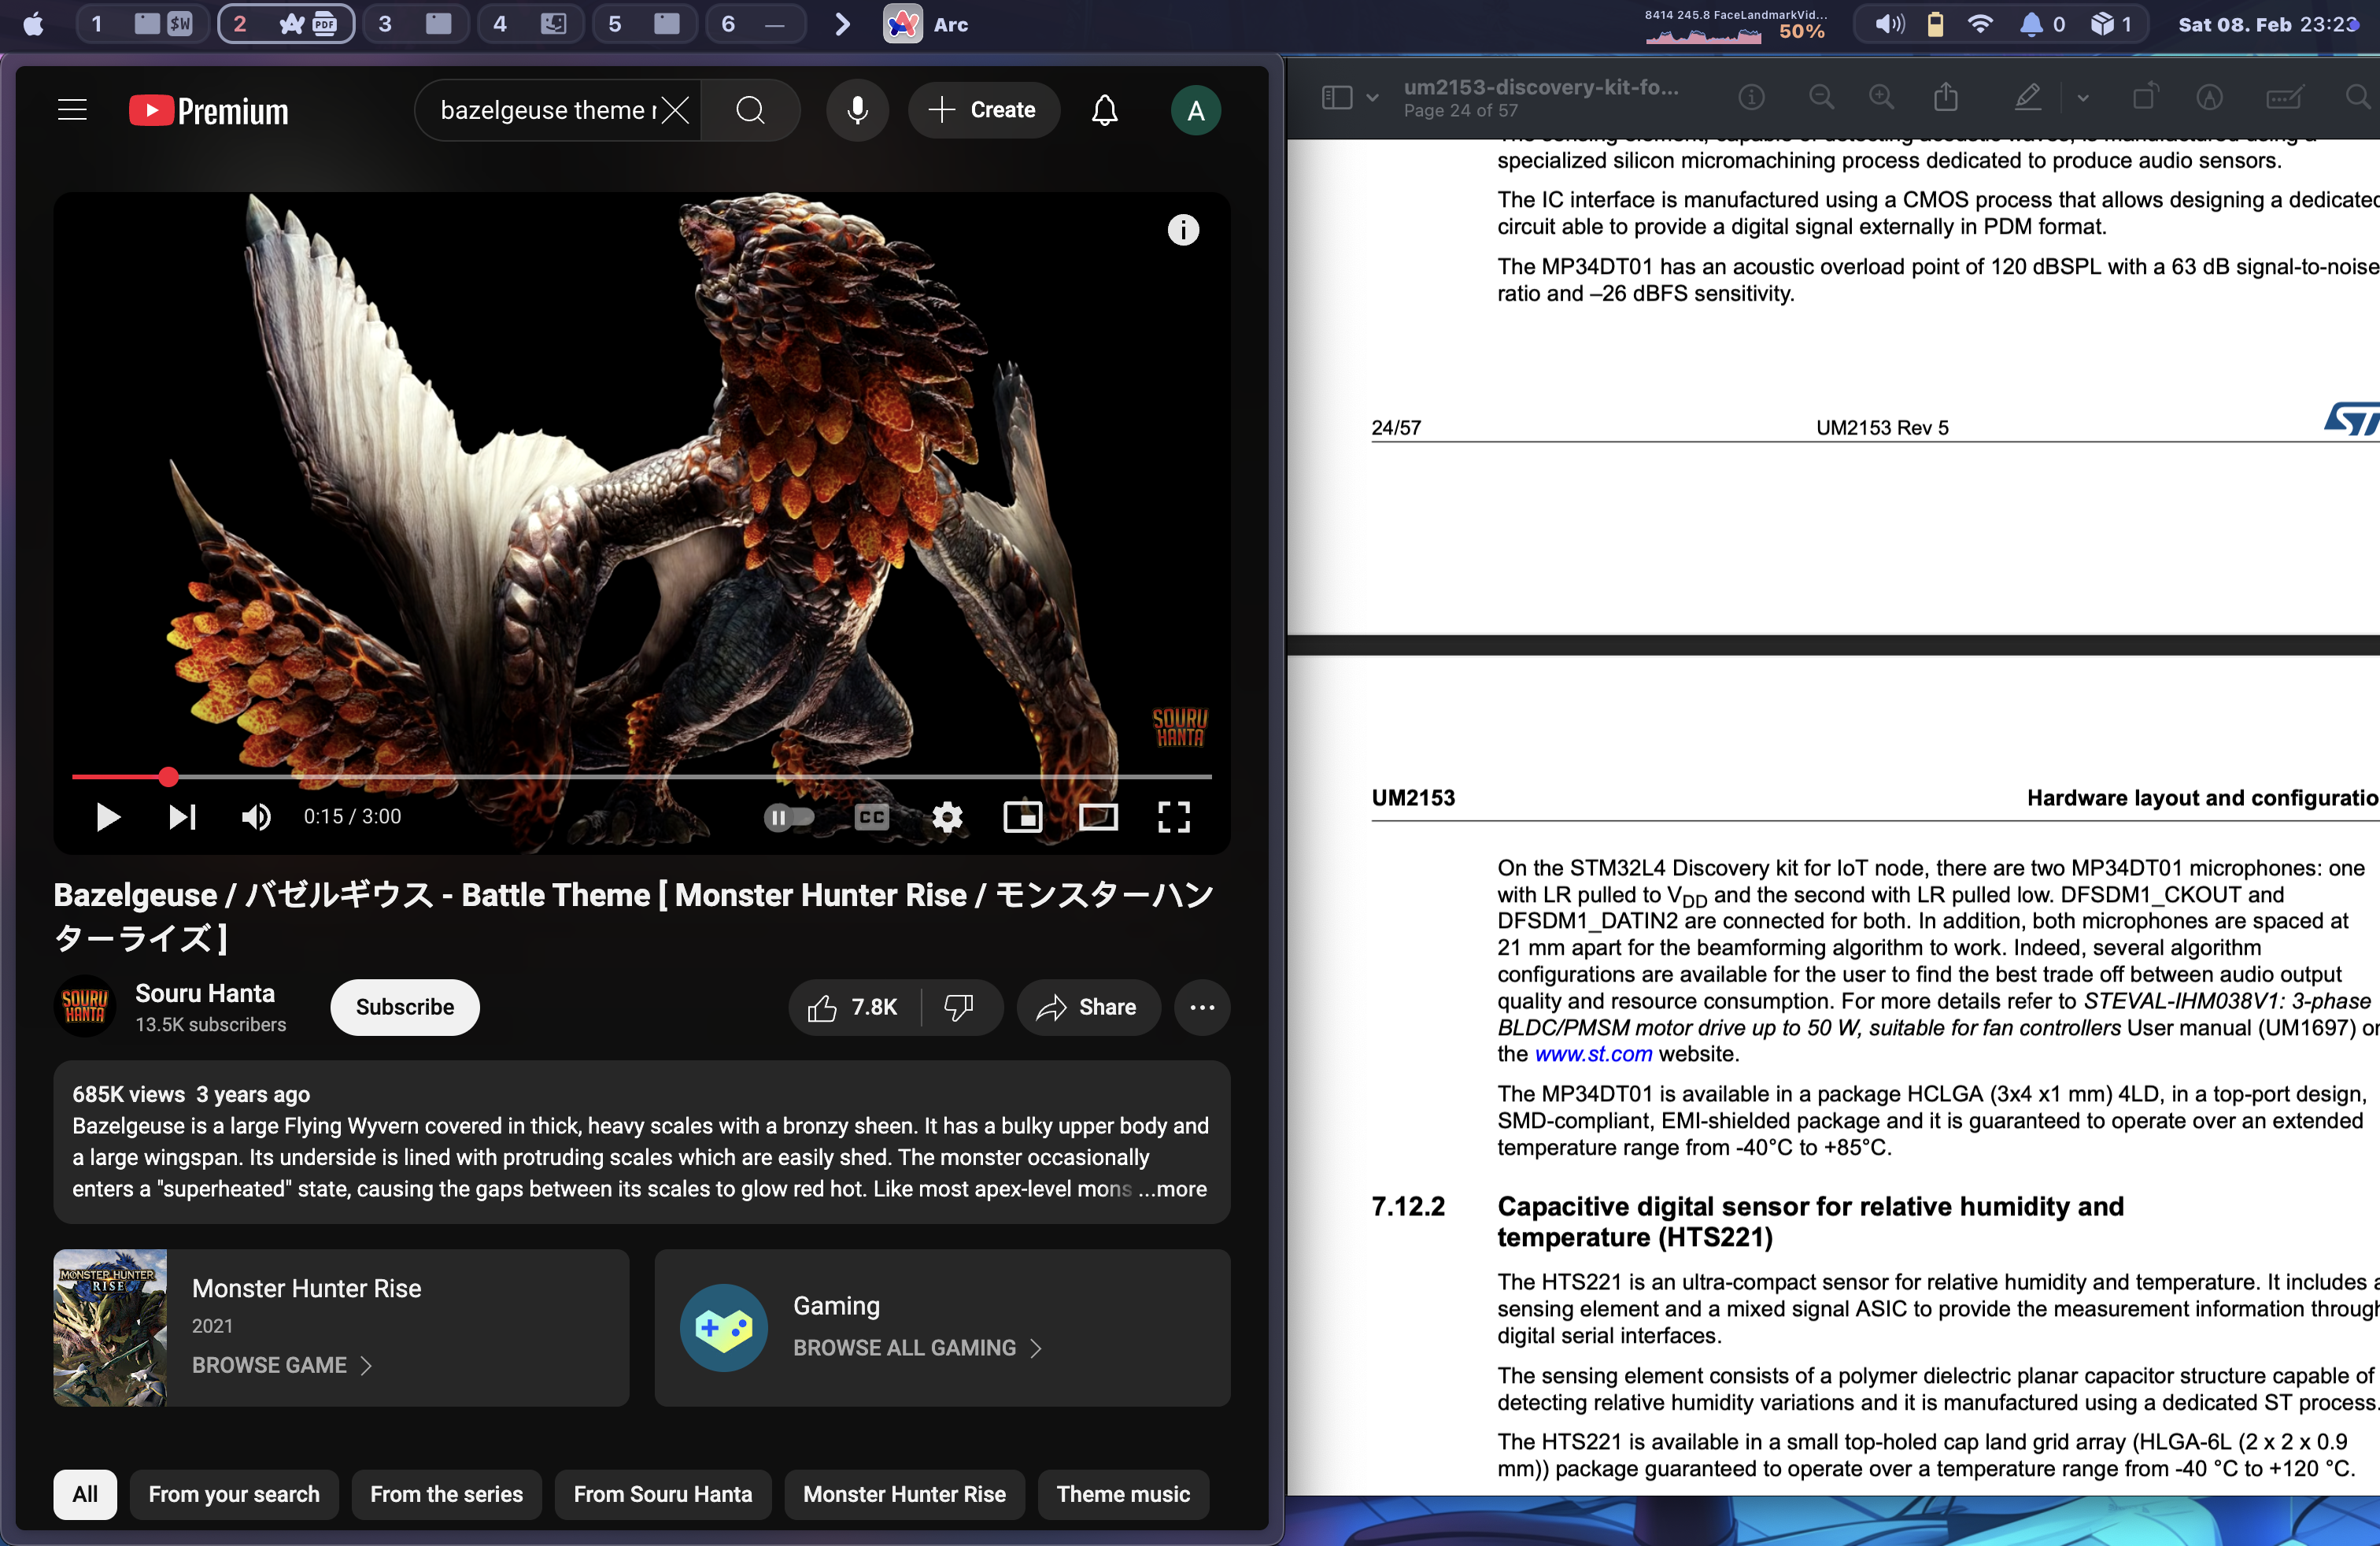 1 $W 2 PDF 3 4 5 6 — Arc
8414 245.8 FaceLandmarkVid...
50%
0 1 Sat 08. Feb 23:23
Premium
bazelgeuse theme r
Create
A
SOURU
HANTA
0:15 / 3:00
CC
Bazelgeuse / バゼルギウス - Battle Theme [ Monster Hunter Rise / モンスターハン
ターライズ ]
SOURU
HANTA
Souru Hanta
13.5K subscribers
Subscribe
7.8K
Share
685K views 3 years ago
Bazelgeuse is a large Flying Wyvern covered in thick, heavy scales with a bronzy sheen. It has a bulky upper body and
a large wingspan. Its underside is lined with protruding scales which are easily shed. The monster occasionally
enters a "superheated" state, causing the gaps between its scales to glow red hot. Like most apex-level mons ...more
MONSTER HUNTER
RISE
Monster Hunter Rise
2021
BROWSE GAME
Gaming
BROWSE ALL GAMING
All
From your search
From the series
From Souru Hanta
Monster Hunter Rise
Theme music
um2153-discovery-kit-fo...
Page 24 of 57
The sensing element, capable of detecting acoustic waves, is manufactured using a
specialized silicon micromachining process dedicated to produce audio sensors.
The IC interface is manufactured using a CMOS process that allows designing a dedicated
circuit able to provide a digital signal externally in PDM format.
The MP34DT01 has an acoustic overload point of 120 dBSPL with a 63 dB signal-to-noise
ratio and –26 dBFS sensitivity.
24/57
UM2153 Rev 5
ST
UM2153
Hardware layout and configuratio
On the STM32L4 Discovery kit for IoT node, there are two MP34DT01 microphones: one
with LR pulled to VDD and the second with LR pulled low. DFSDM1_CKOUT and
DFSDM1_DATIN2 are connected for both. In addition, both microphones are spaced at
21 mm apart for the beamforming algorithm to work. Indeed, several algorithm
configurations are available for the user to find the best trade off between audio output
quality and resource consumption. For more details refer to STEVAL-IHM038V1: 3-phase
BLDC/PMSM motor drive up to 50 W, suitable for fan controllers User manual (UM1697) on
the www.st.com website.
The MP34DT01 is available in a package HCLGA (3x4 x1 mm) 4LD, in a top-port design,
SMD-compliant, EMI-shielded package and it is guaranteed to operate over an extended
temperature range from -40°C to +85°C.
7.12.2 Capacitive digital sensor for relative humidity and
temperature (HTS221)
The HTS221 is an ultra-compact sensor for relative humidity and temperature. It includes a
sensing element and a mixed signal ASIC to provide the measurement information through
digital serial interfaces.
The sensing element consists of a polymer dielectric planar capacitor structure capable of
detecting relative humidity variations and it is manufactured using a dedicated ST process.
The HTS221 is available in a small top-holed cap land grid array (HLGA-6L (2 x 2 x 0.9
mm)) package guaranteed to operate over a temperature range from -40 °C to +120 °C.